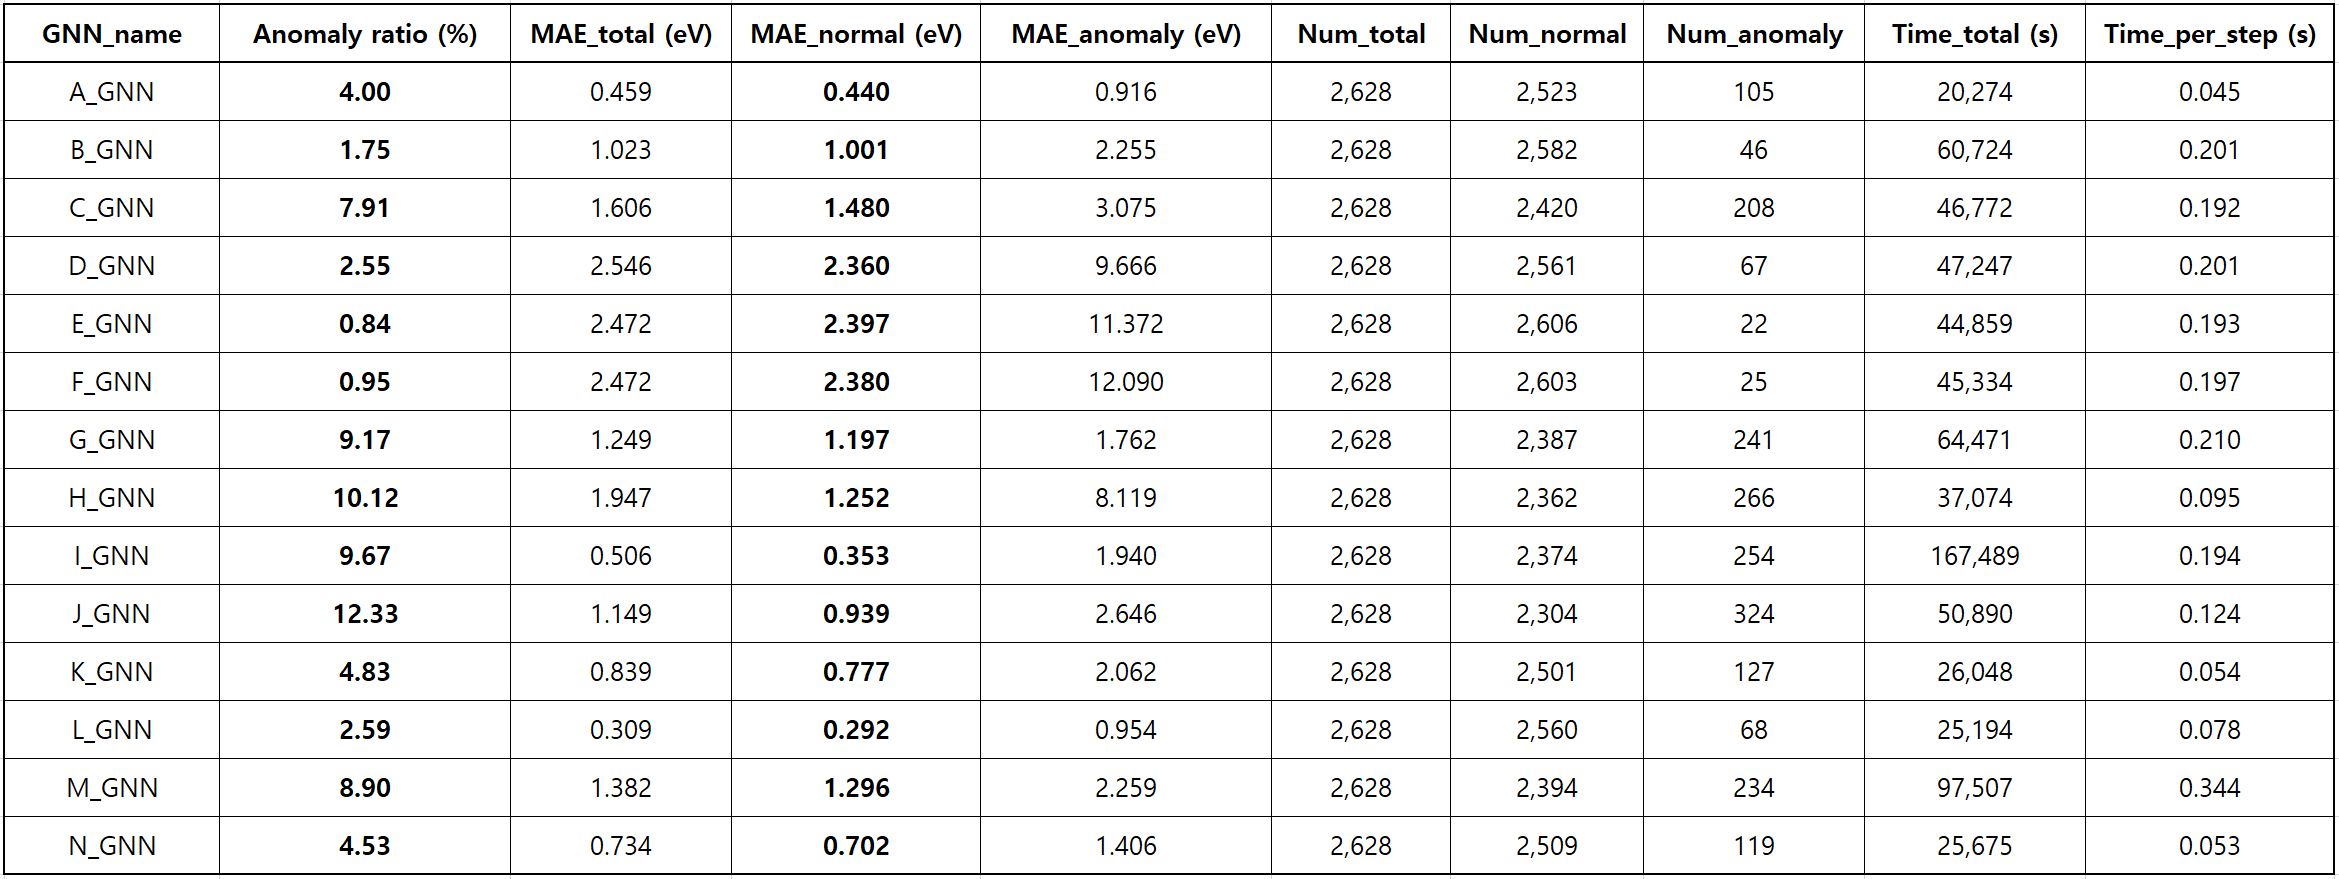 GNN_name Anomaly ratio (%) MAE_total (eV) MAE_normal (eV) MAE_anomaly (eV) Num_total Num_normal Num_anomaly Time_total (s) Time_per_step (s)
A_GNN 4.00 0.459 0.440 0.916 2,628 2,523 105 20,274 0.045
B_GNN 1.75 1.023 1.001 2.255 2,628 2,582 46 60,724 0.201
C_GNN 7.91 1.606 1.480 3.075 2,628 2,420 208 46,772 0.192
D_GNN 2.55 2.546 2.360 9.666 2,628 2,561 67 47,247 0.201
E_GNN 0.84 2.472 2.397 11.372 2,628 2,606 22 44,859 0.193
F_GNN 0.95 2.472 2.380 12.090 2,628 2,603 25 45,334 0.197
G_GNN 9.17 1.249 1.197 1.762 2,628 2,387 241 64,471 0.210
H_GNN 10.12 1.947 1.252 8.119 2,628 2,362 266 37,074 0.095
I_GNN 9.67 0.506 0.353 1.940 2,628 2,374 254 167,489 0.194
J_GNN 12.33 1.149 0.939 2.646 2,628 2,304 324 50,890 0.124
K_GNN 4.83 0.839 0.777 2.062 2,628 2,501 127 26,048 0.054
L_GNN 2.59 0.309 0.292 0.954 2,628 2,560 68 25,194 0.078
M_GNN 8.90 1.382 1.296 2.259 2,628 2,394 234 97,507 0.344
N_GNN 4.53 0.734 0.702 1.406 2,628 2,509 119 25,675 0.053